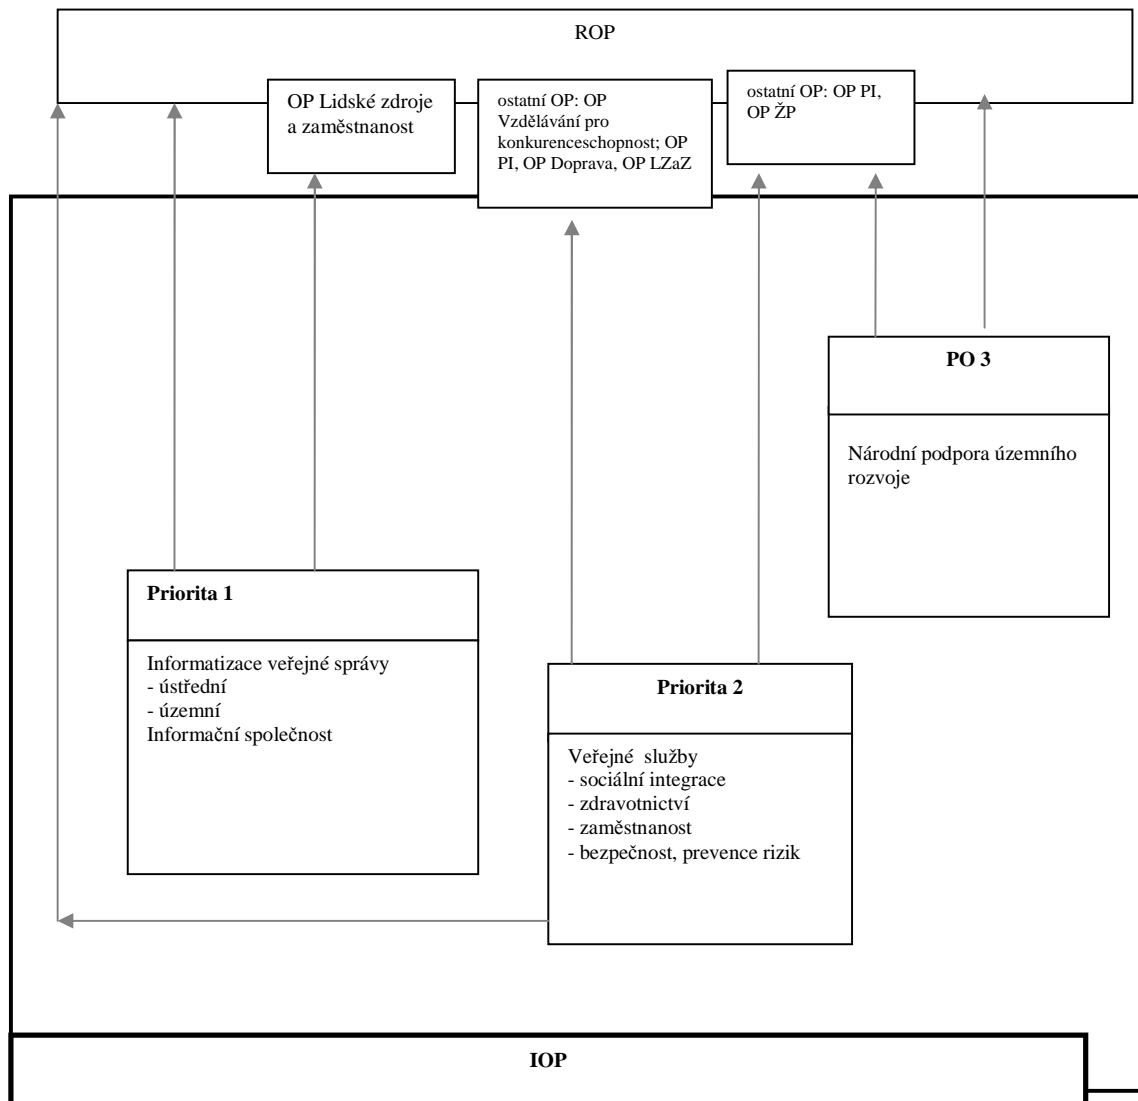 ROP
OP Lidské zdroje
a zaměstnanost
ostatní OP: OP
Vzdělávání pro
konkurenceschopnost; OP
PI, OP Doprava, OP LZaZ
ostatní OP: OP PI,
OP ŽP
PO 3
Národní podpora územního
rozvoje
Priorita 1
Informatizace veřejné správy
- ústřední
- územní
Informační společnost
Priorita 2
Veřejné  služby
- sociální integrace
- zdravotnictví
- zaměstnanost
- bezpečnost, prevence rizik
IOP